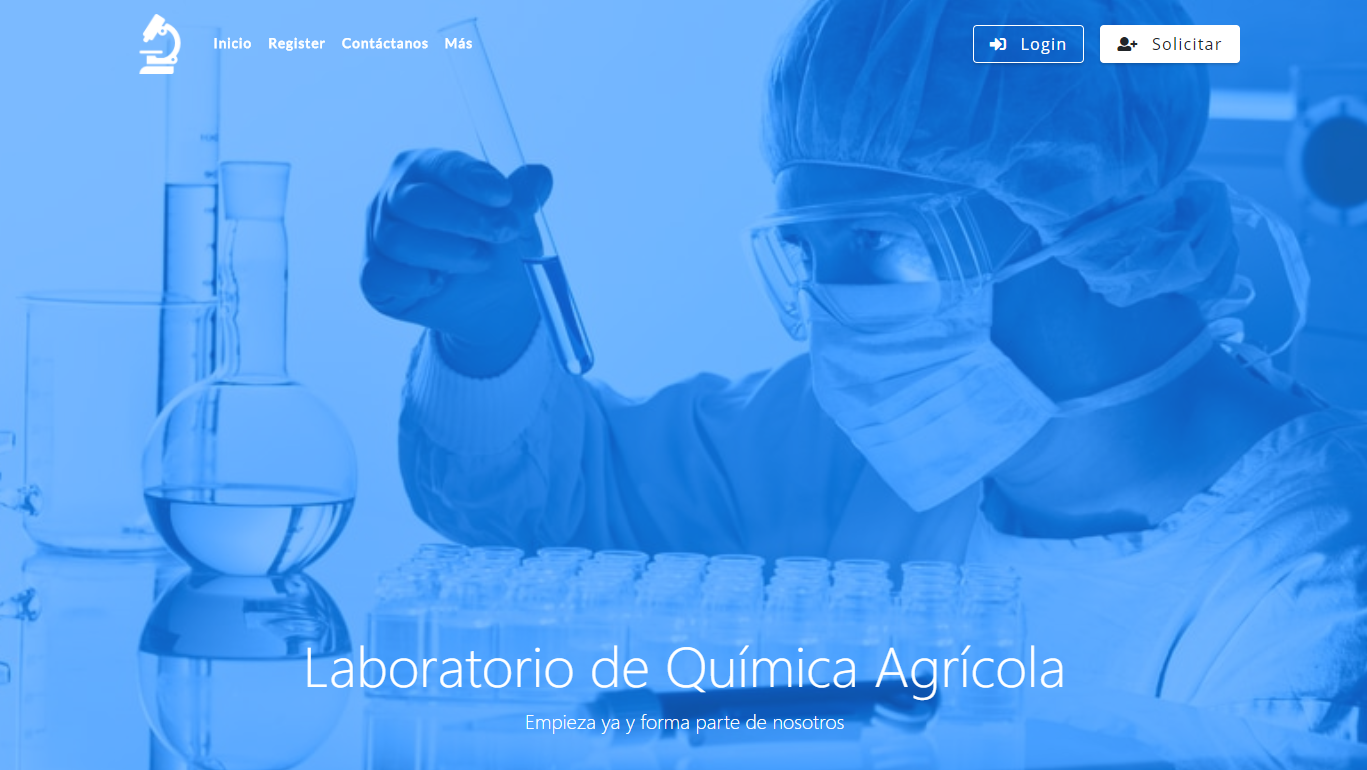 Inicio Register Contáctanos Más
Login Solicitar
Laboratorio de Química Agrícola
Empieza ya y forma parte de nosotros